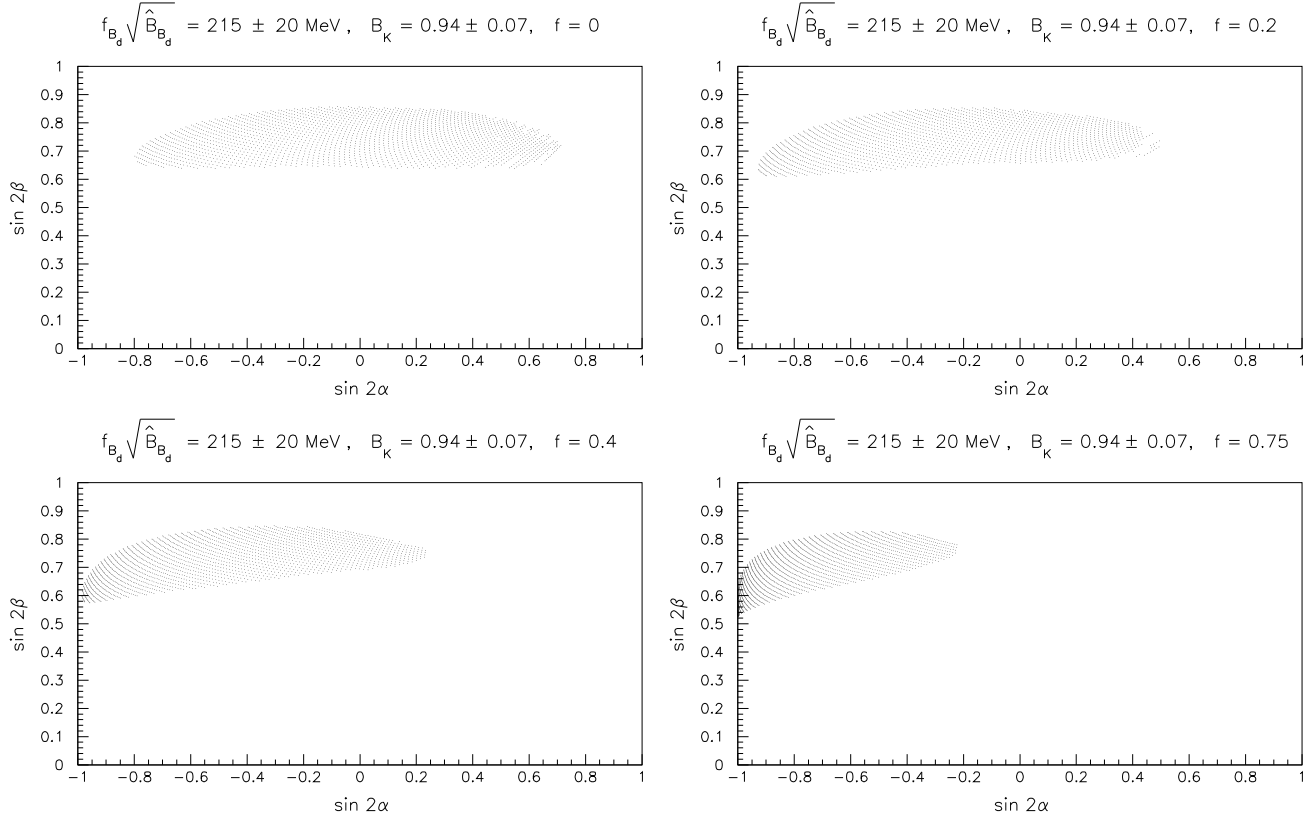 f_{B_d} √B̂_{B_d} = 215 ± 20 MeV , B_K = 0.94 ± 0.07, f = 0
1
0.9
0.8
0.7
0.6
0.5
0.4
0.3
0.2
0.1
0
sin 2β
−1 −0.8 −0.6 −0.4 −0.2 0 0.2 0.4 0.6 0.8 1
sin 2α
f_{B_d} √B̂_{B_d} = 215 ± 20 MeV , B_K = 0.94 ± 0.07, f = 0.2
1
0.9
0.8
0.7
0.6
0.5
0.4
0.3
0.2
0.1
0
sin 2β
−1 −0.8 −0.6 −0.4 −0.2 0 0.2 0.4 0.6 0.8 1
sin 2α
f_{B_d} √B̂_{B_d} = 215 ± 20 MeV , B_K = 0.94 ± 0.07, f = 0.4
1
0.9
0.8
0.7
0.6
0.5
0.4
0.3
0.2
0.1
0
sin 2β
−1 −0.8 −0.6 −0.4 −0.2 0 0.2 0.4 0.6 0.8 1
sin 2α
f_{B_d} √B̂_{B_d} = 215 ± 20 MeV , B_K = 0.94 ± 0.07, f = 0.75
1
0.9
0.8
0.7
0.6
0.5
0.4
0.3
0.2
0.1
0
sin 2β
−1 −0.8 −0.6 −0.4 −0.2 0 0.2 0.4 0.6 0.8 1
sin 2α